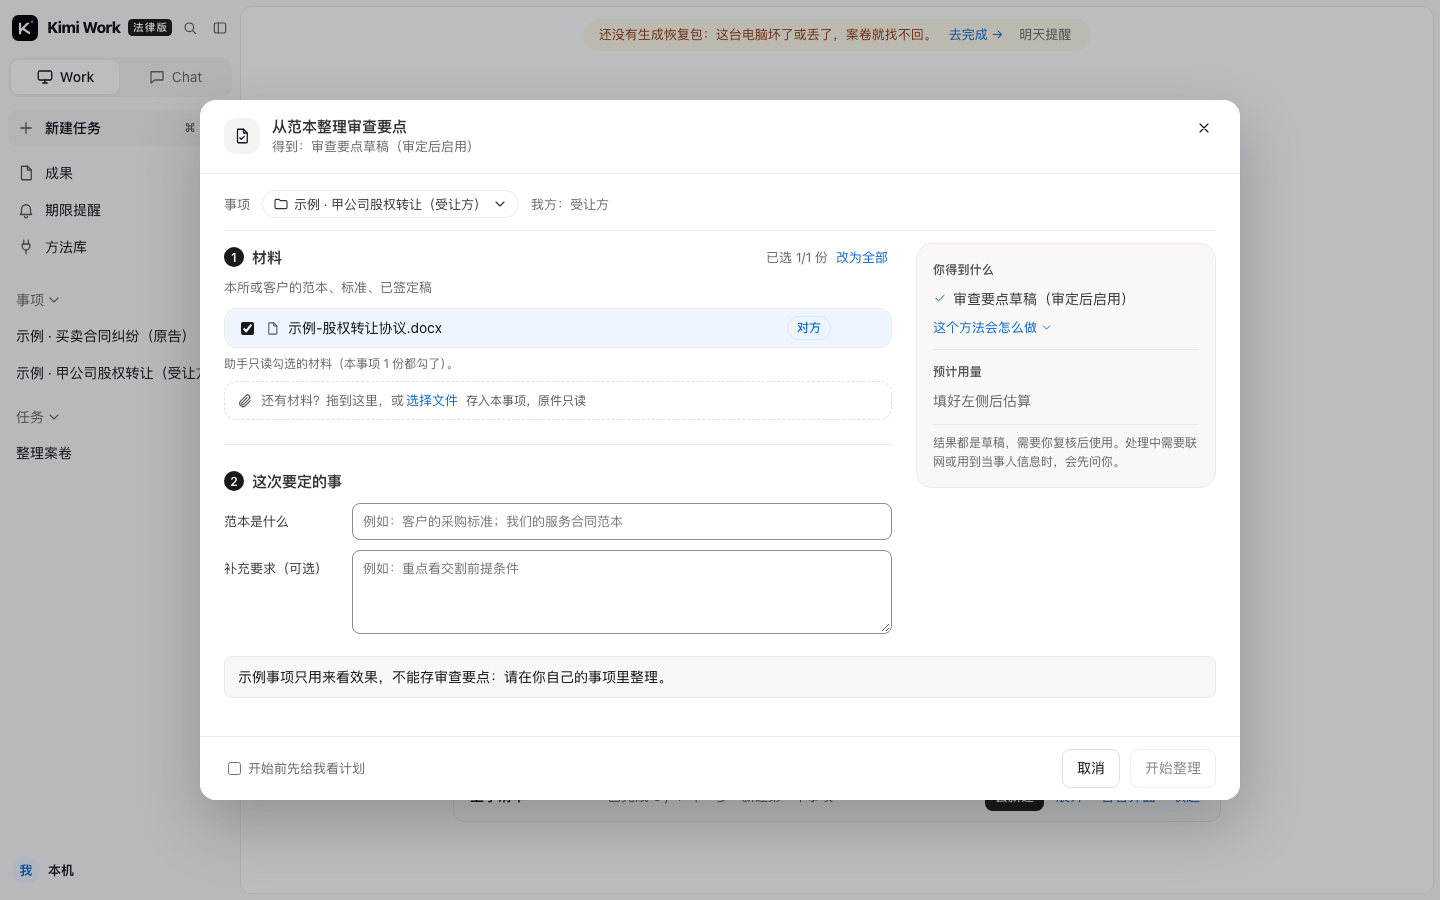 Kimi Work 法律版
还没有生成恢复包：这台电脑坏了或丢了，案卷就找不回。 去完成 → 明天提醒
Work Chat
新建任务 ⌘
成果
期限提醒
方法库
事项
示例 · 买卖合同纠纷（原告）
示例 · 甲公司股权转让（受让
任务
整理案卷
我 本机
从范本整理审查要点
得到：审查要点草稿（审定后启用）
事项 示例 · 甲公司股权转让（受让方） 我方：受让方
1 材料 已选 1/1 份 改为全部
本所或客户的范本、标准、已签定稿
示例-股权转让协议.docx 对方
助手只读勾选的材料（本事项 1 份都勾了）。
还有材料？拖到这里，或 选择文件 存入本事项，原件只读
2 这次要定的事
范本是什么 例如：客户的采购标准；我们的服务合同范本
补充要求（可选） 例如：重点看交割前提条件
你得到什么
审查要点草稿（审定后启用）
这个方法会怎么做
预计用量
填好左侧后估算
结果都是草稿，需要你复核后使用。处理中需要联
网或用到当事人信息时，会先问你。
示例事项只用来看效果，不能存审查要点：请在你自己的事项里整理。
开始前先给我看计划 取消 开始整理